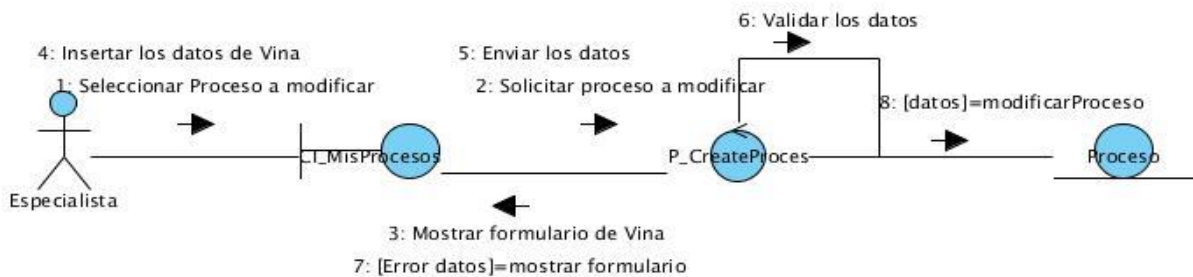 6: Validar los datos
4: Insertar los datos de Vina
5: Enviar los datos
1: Seleccionar Proceso a modificar
2: Solicitar proceso a modificar
8: [datos]=modificarProceso
CI_MisProcesos
P_CreateProces
Proceso
Especialista
3: Mostrar formulario de Vina
7: [Error datos]=mostrar formulario